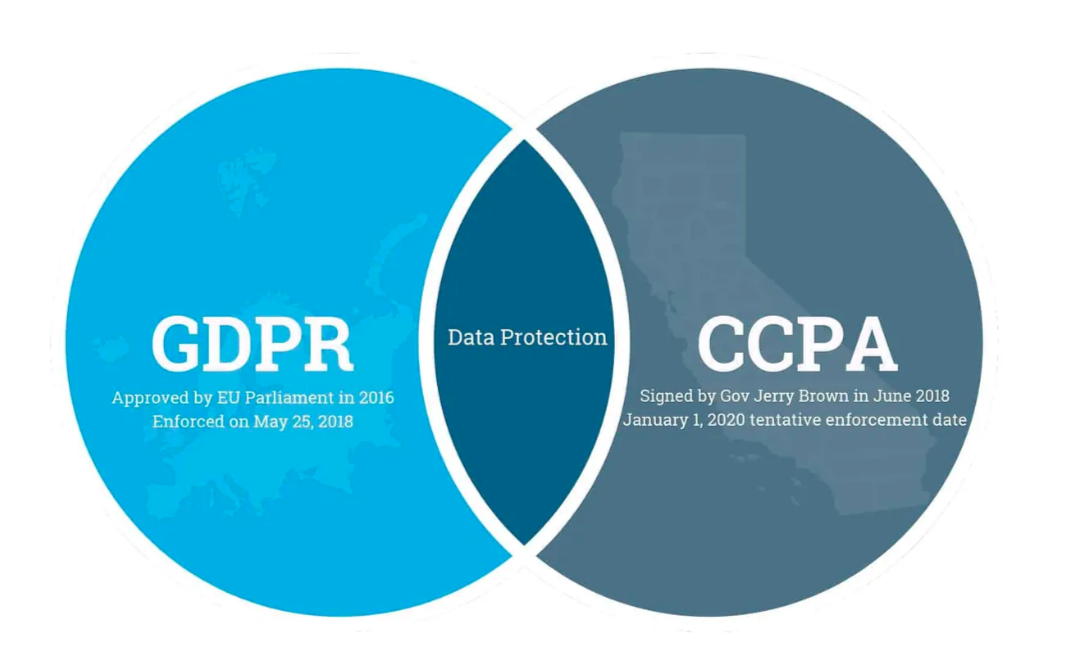 GDPR
Approved by EU Parliament in 2016
Enforced on May 25, 2018
Data Protection
CCPA
Signed by Gov Jerry Brown in June 2018
January 1, 2020 tentative enforcement date